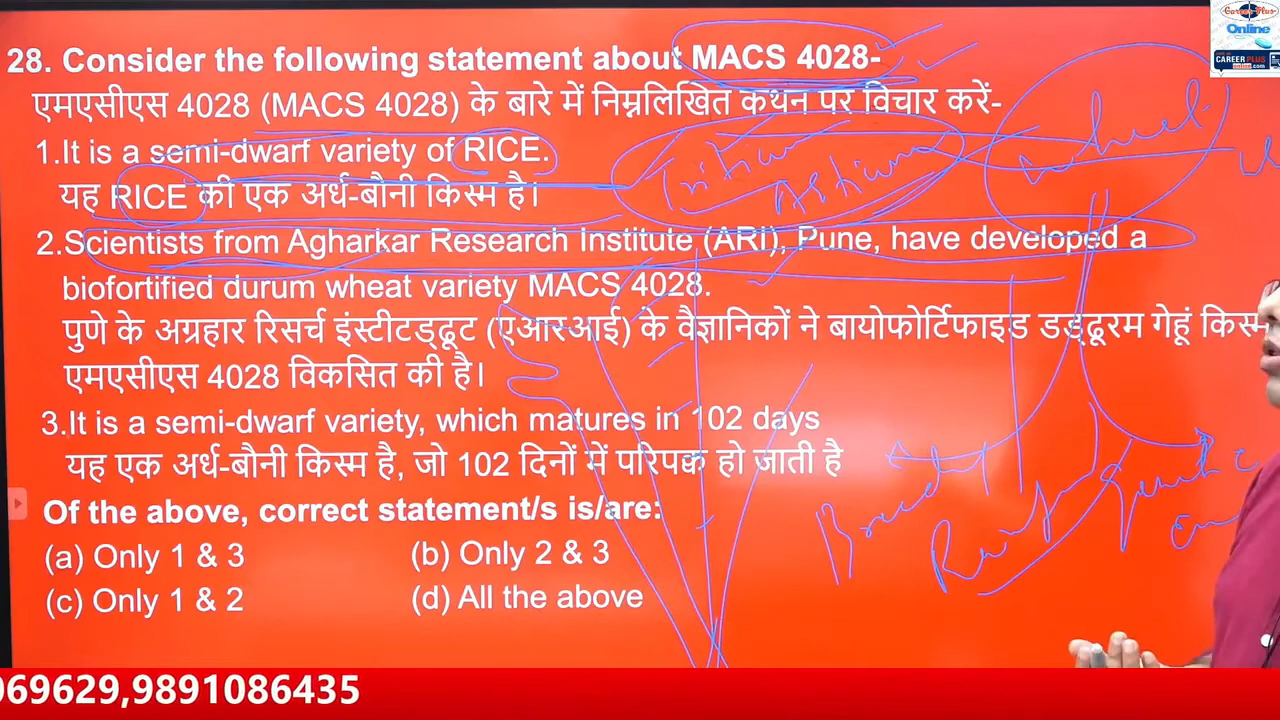 Career Plus
Online
CAREER PLUS
28. Consider the following statement about MACS 4028-
एमएसीएस 4028 (MACS 4028) के बारे में निम्नलिखित कथन पर विचार करें-
1.It is a semi-dwarf variety of RICE.
यह RICE की एक अर्ध-बौनी किस्म है।
2.Scientists from Agharkar Research Institute (ARI), Pune, have developed a
biofortified durum wheat variety MACS 4028.
पुणे के अग्रहार रिसर्च इंस्टीटड्ढूट (एआरआई) के वैज्ञानिकों ने बायोफोर्टिफाइड डड्ढूरम गेहूं किस्म
एमएसीएस 4028 विकसित की है।
3.It is a semi-dwarf variety, which matures in 102 days
यह एक अर्ध-बौनी किस्म है, जो 102 दिनों में परिपक्व हो जाती है
Of the above, correct statement/s is/are:
(a) Only 1 & 3 (b) Only 2 & 3
(c) Only 1 & 2 (d) All the above
069629,9891086435